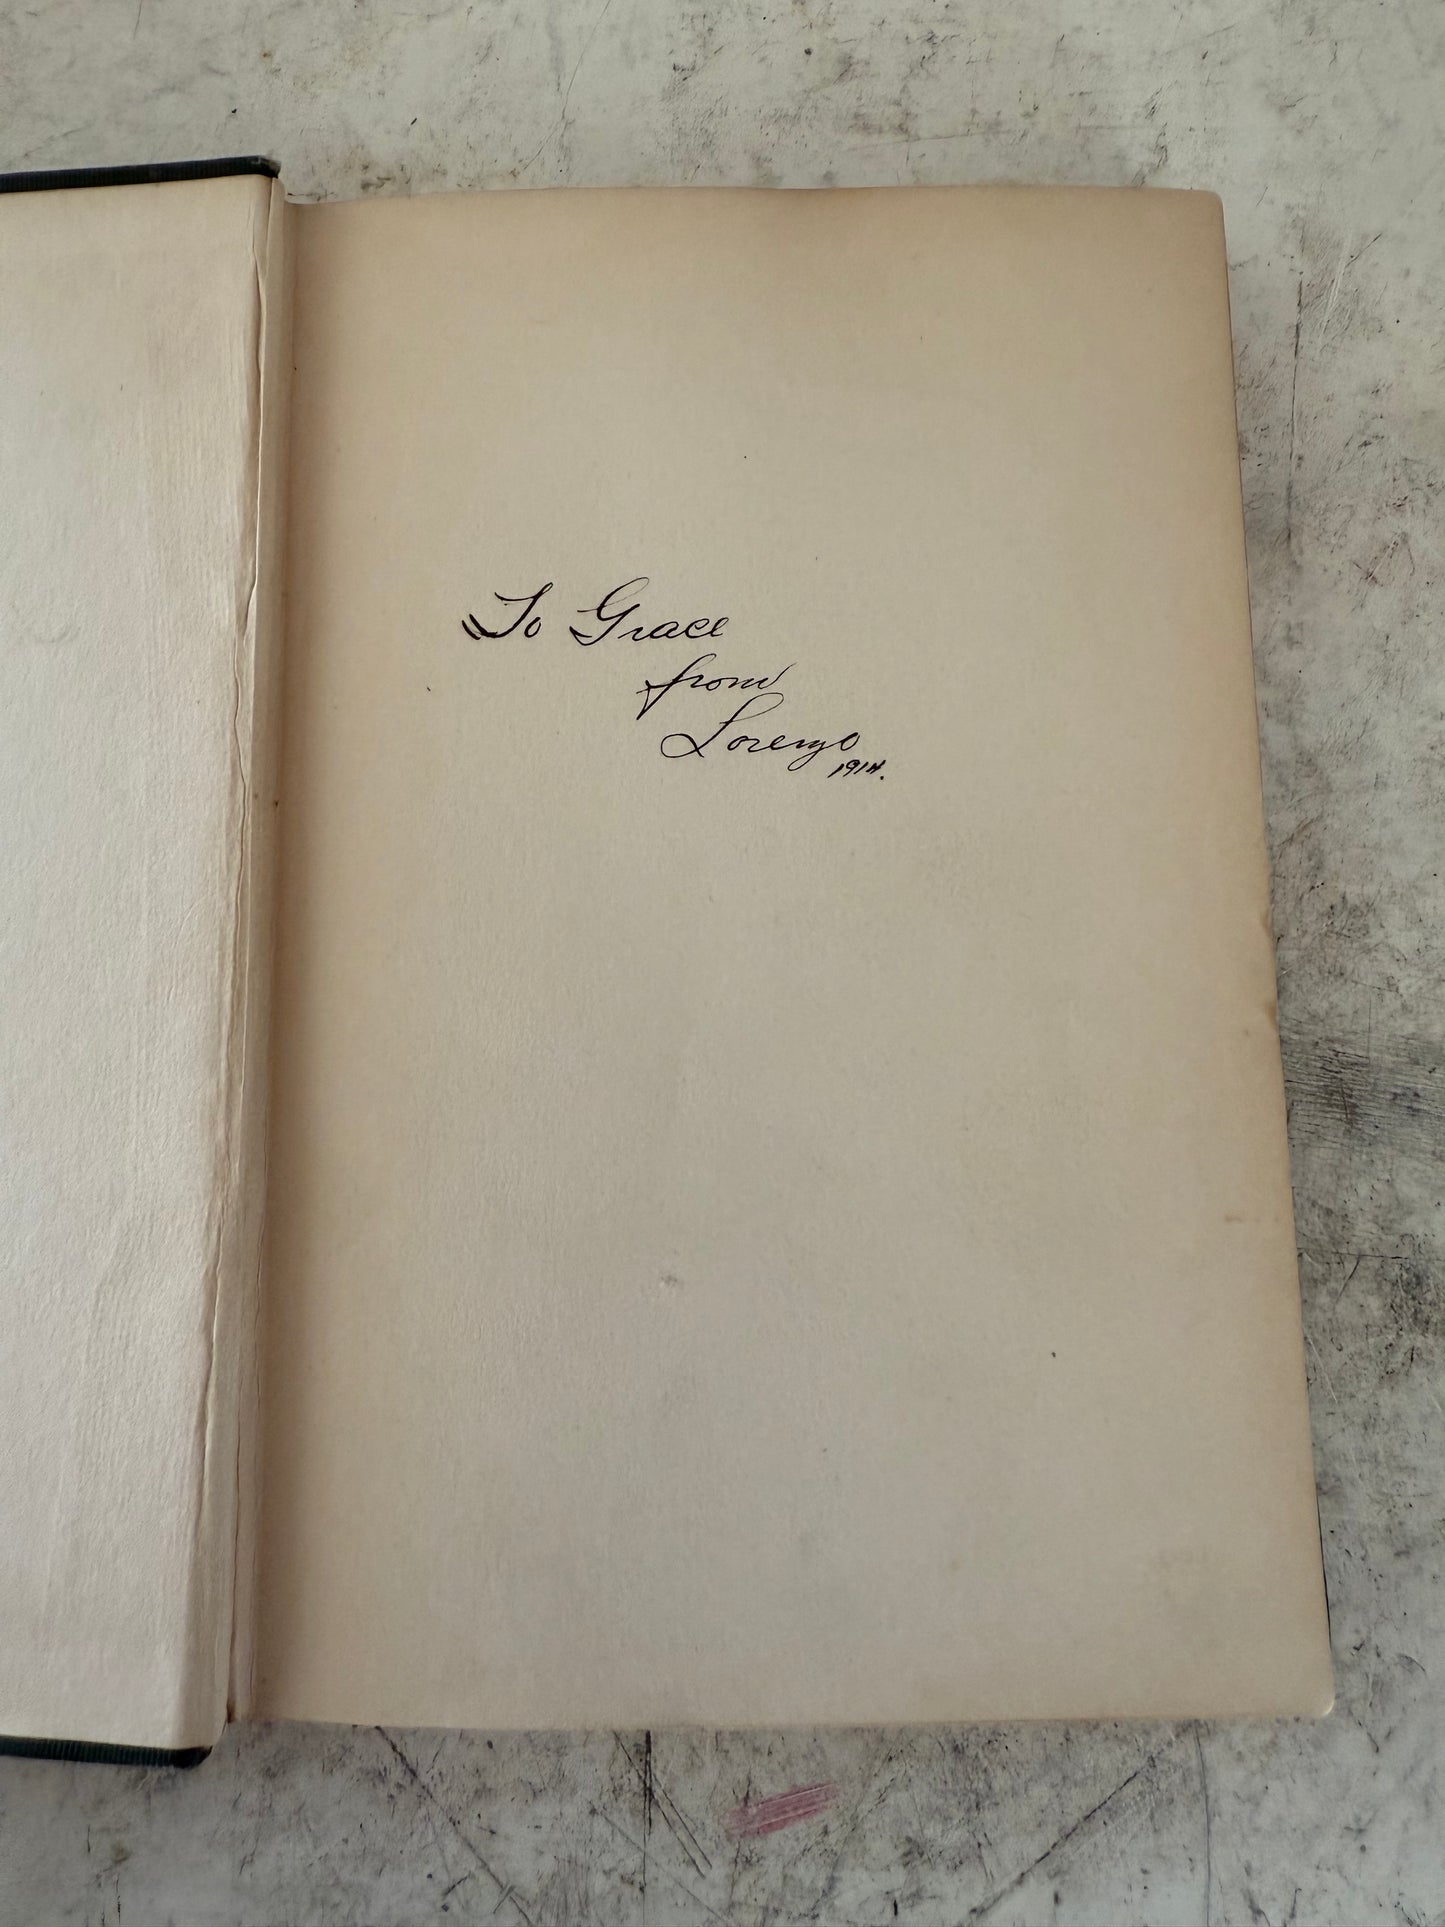 To Grace
from
Lorenzo
1914.